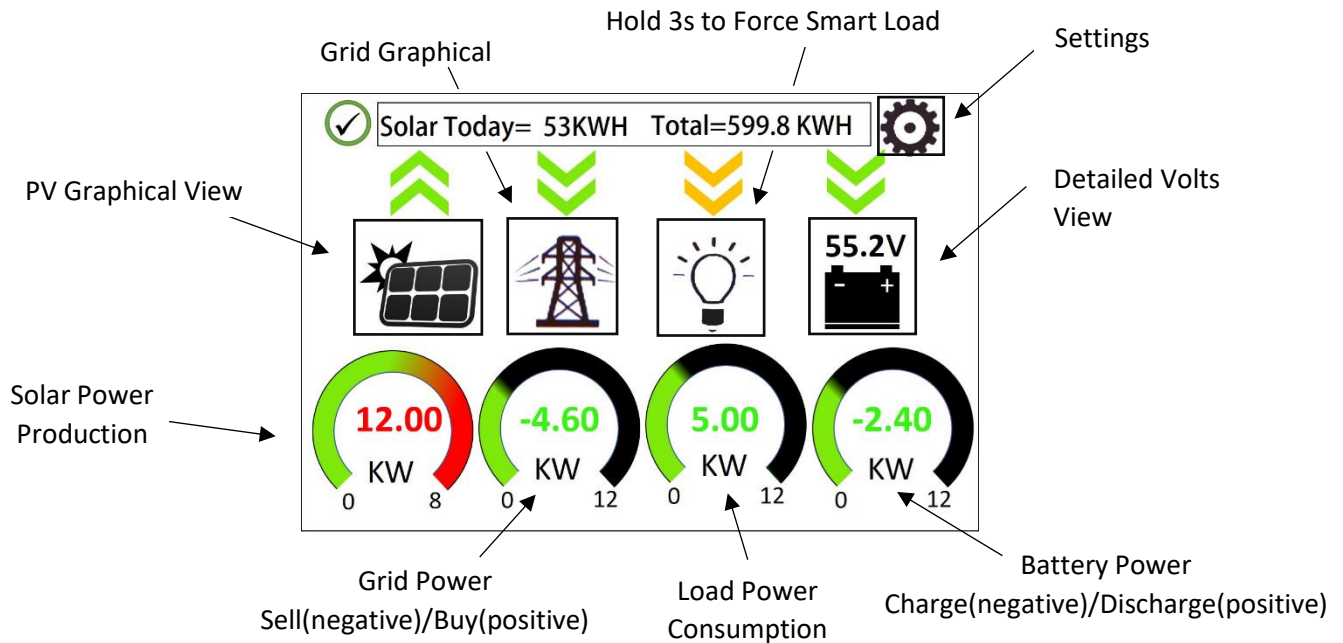 Hold 3s to Force Smart Load
Grid Graphical
Settings
Solar Today= 53KWH Total=599.8 KWH
PV Graphical View
Detailed Volts
View
55.2V
- +
Solar Power
Production
12.00
KW
0 8
-4.60
KW
0 12
5.00
KW
0 12
-2.40
KW
0 12
Grid Power
Sell(negative)/Buy(positive)
Load Power
Consumption
Battery Power
Charge(negative)/Discharge(positive)